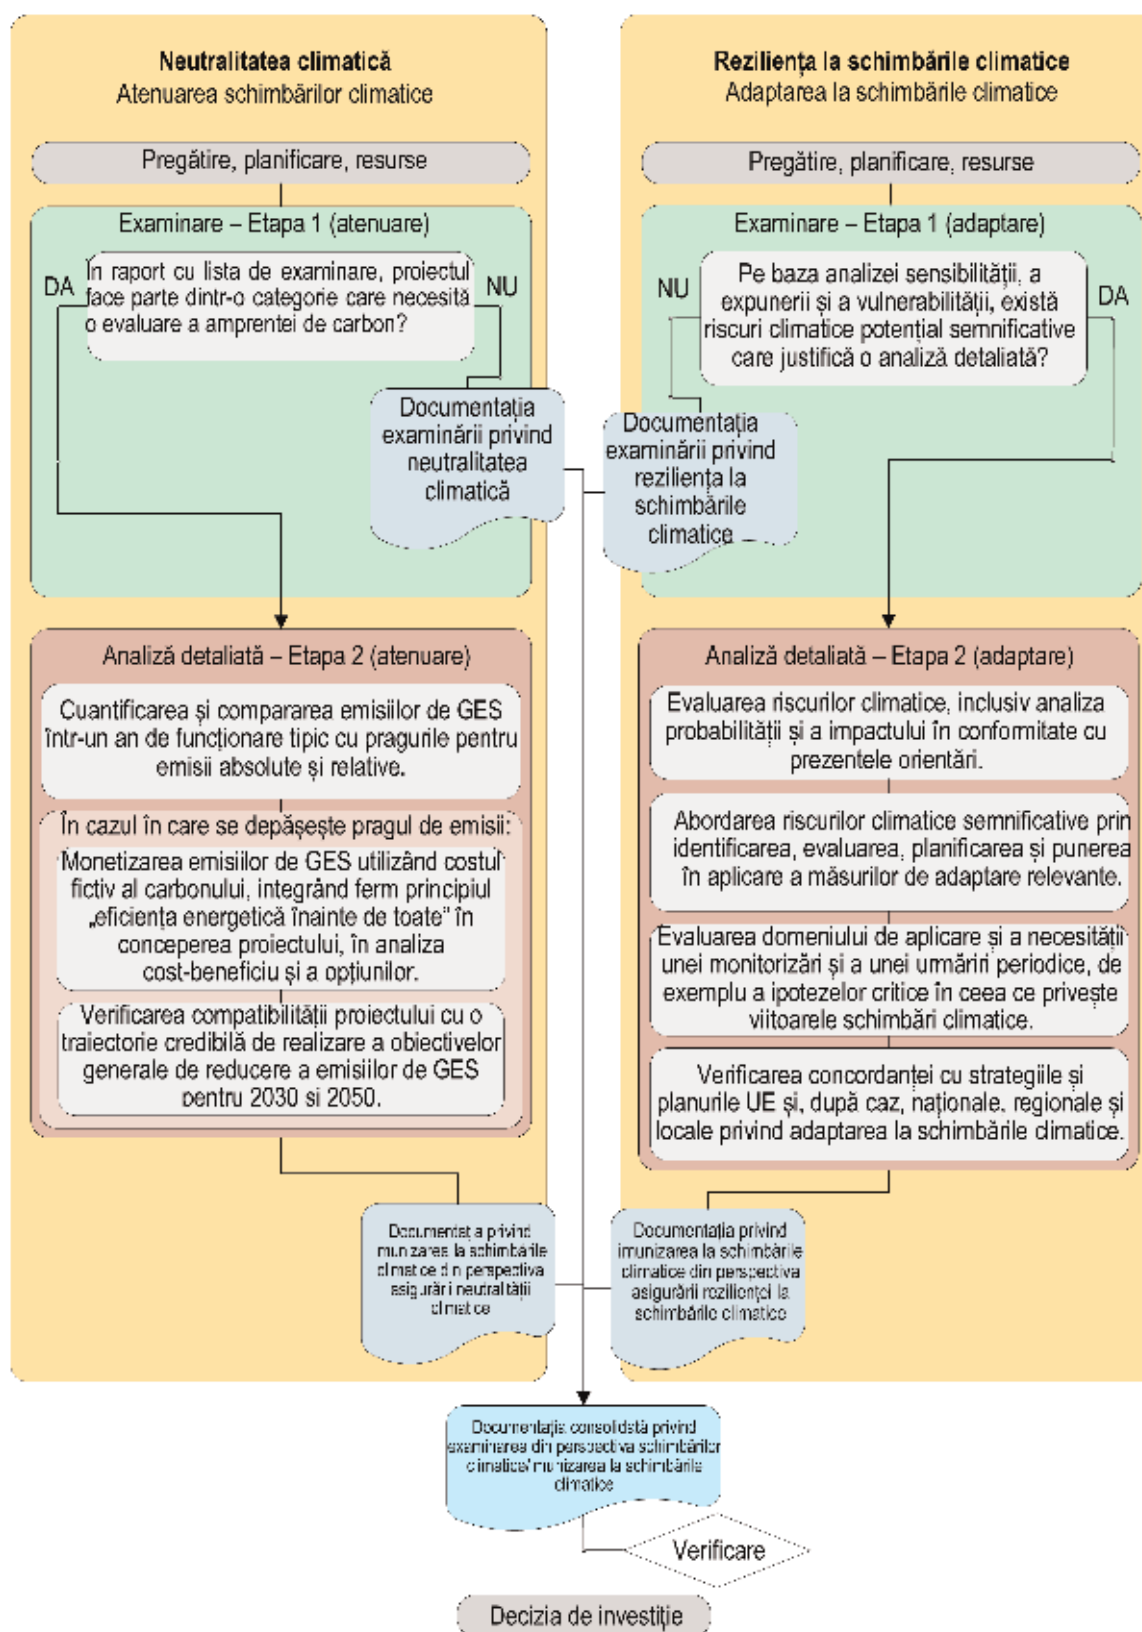 Neutralitatea climatică
Atenuarea schimbărilor climatice
Pregătire, planificare, resurse
Examinare – Etapa 1 (atenuare)
DA
În raport cu lista de examinare, proiectul
face parte dintr-o categorie care necesită
o evaluare a amprentei de carbon?
NU
Documentația
examinării privind
neutralitatea
climatică
Analiză detaliată – Etapa 2 (atenuare)
Cuantificarea și compararea emisiilor de GES
într-un an de funcționare tipic cu pragurile pentru
emisii absolute și relative.
În cazul în care se depășește pragul de emisii:
Monetizarea emisiilor de GES utilizând costul
fictiv al carbonului, integrând ferm principiul
„eficiența energetică înainte de toate” în
conceperea proiectului, în analiza
cost-beneficiu și a opțiunilor.
Verificarea compatibilității proiectului cu o
traiectorie credibilă de realizare a obiectivelor
generale de reducere a emisiilor de GES
pentru 2030 si 2050.
Documentația privind
imunizarea la schimbările
climatice din perspectiva
asigurării neutralității
climatice
Reziliența la schimbările climatice
Adaptarea la schimbările climatice
Pregătire, planificare, resurse
Examinare – Etapa 1 (adaptare)
NU
Pe baza analizei sensibilității, a
expunerii și a vulnerabilității, există
riscuri climatice potențial semnificative
care justifică o analiză detaliată?
DA
Documentația
examinării privind
reziliența la
schimbările
climatice
Analiză detaliată – Etapa 2 (adaptare)
Evaluarea riscurilor climatice, inclusiv analiza
probabilității și a impactului în conformitate cu
prezentele orientări.
Abordarea riscurilor climatice semnificative prin
identificarea, evaluarea, planificarea și punerea
în aplicare a măsurilor de adaptare relevante.
Evaluarea domeniului de aplicare și a necesității
unei monitorizări și a unei urmăriri periodice, de
exemplu a ipotezelor critice în ceea ce privește
viitoarele schimbări climatice.
Verificarea concordanței cu strategiile și
planurile UE și, după caz, naționale, regionale și
locale privind adaptarea la schimbările climatice.
Documentația privind
imunizarea la schimbările
climatice din perspectiva
asigurării rezilienței la
schimbările climatice
Documentația consolidată privind
examinarea din perspectiva schimbărilor
climatice/imunizarea la schimbările
climatice
Verificare
Decizia de investiție